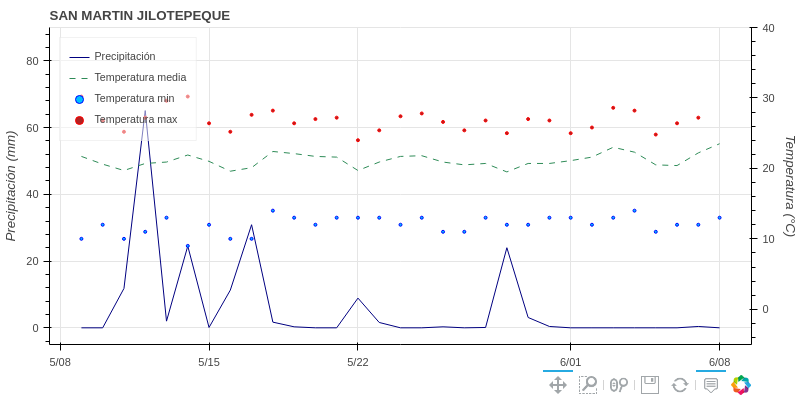 SAN MARTIN JILOTEPEQUE
Precipitación
Temperatura media
Temperatura min
Temperatura max
Precipitación (mm)
80
60
40
20
0
Temperatura (°C)
40
30
20
10
0
5/08
5/15
5/22
6/01
6/08